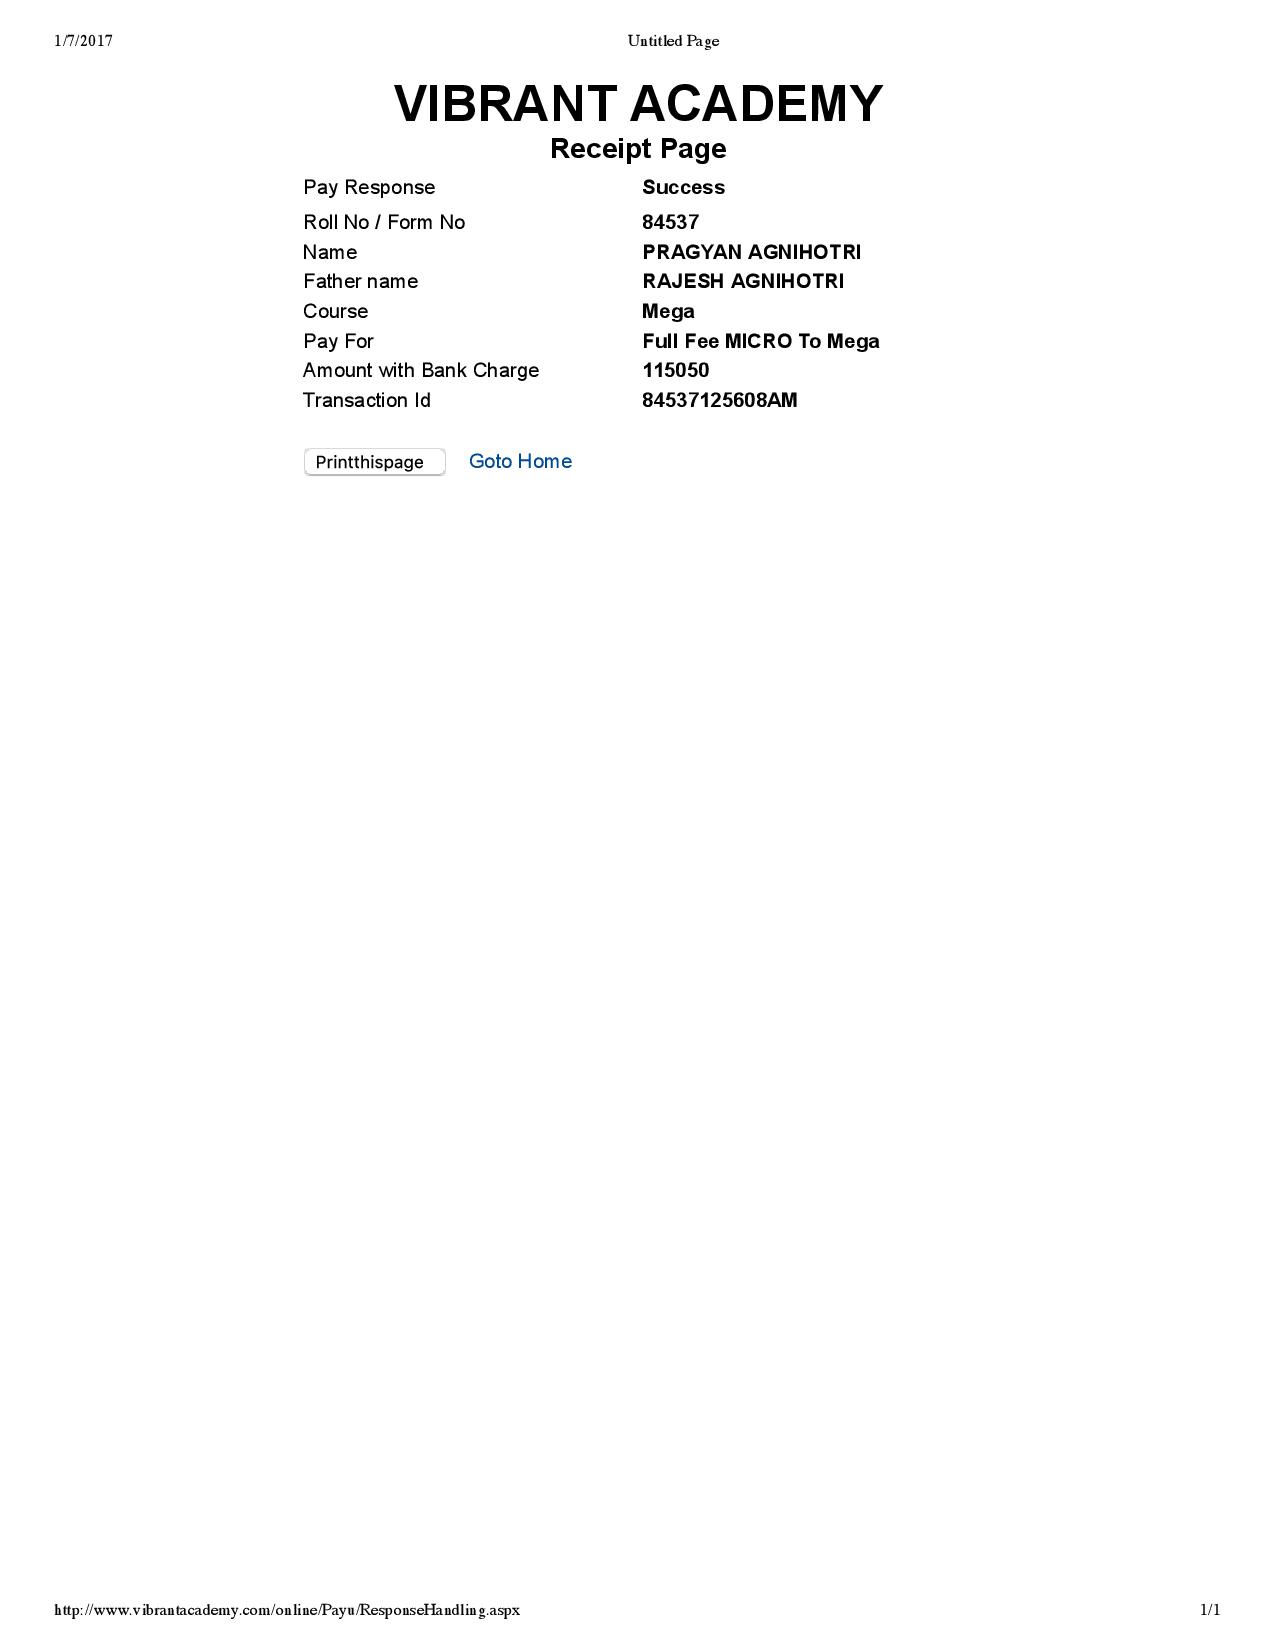 1/7/2017 Untitled Page
VIBRANT ACADEMY
Receipt Page
Pay Response Success
Roll No / Form No 84537
Name PRAGYAN AGNIHOTRI
Father name RAJESH AGNIHOTRI
Course Mega
Pay For Full Fee MICRO To Mega
Amount with Bank Charge 115050
Transaction Id 84537125608AM
Printthispage Goto Home
http://www.vibrantacademy.com/online/Payu/ResponseHandling.aspx 1/1